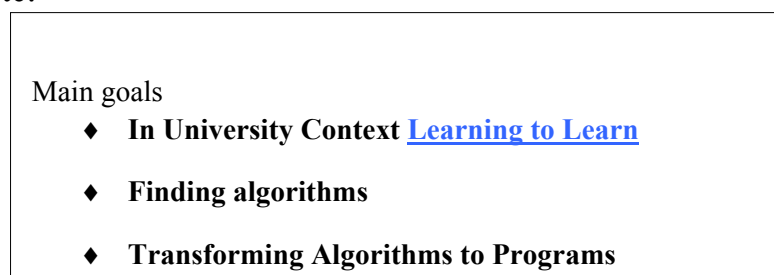 Main goals
♦ In University Context Learning to Learn
♦ Finding algorithms
♦ Transforming Algorithms to Programs